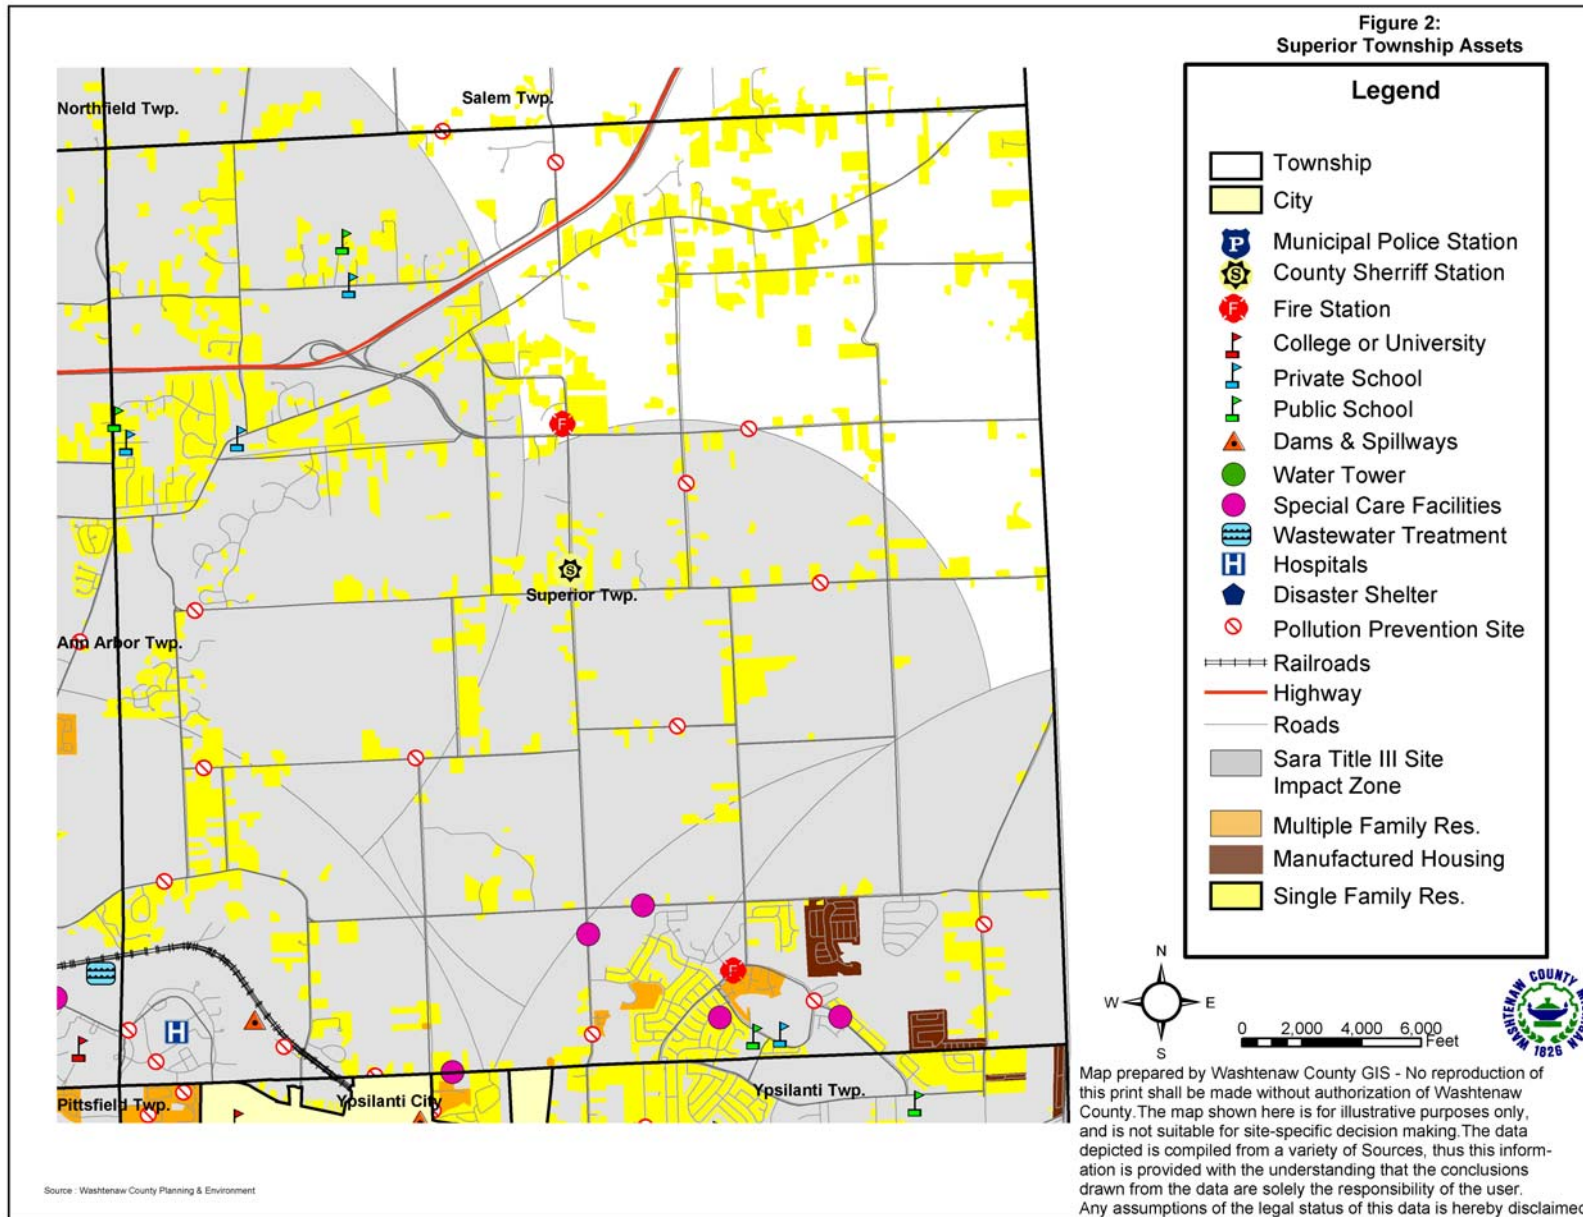 Figure 2:
Superior Township Assets
Legend
Township
City
P Municipal Police Station
S County Sherriff Station
F Fire Station
College or University
Private School
Public School
Dams & Spillways
Water Tower
Special Care Facilities
Wastewater Treatment
H Hospitals
Disaster Shelter
Pollution Prevention Site
Railroads
Highway
Roads
Sara Title III Site
Impact Zone
Multiple Family Res.
Manufactured Housing
Single Family Res.
Northfield Twp.
Salem Twp.
F
S
Superior Twp.
Ann Arbor Twp.
F
H
Pittsfield Twp.
Ypsilanti City
Ypsilanti Twp.
N
W E
S
0 2,000 4,000 6,000
Feet
WASHTENAW COUNTY
1826
Map prepared by Washtenaw County GIS - No reproduction of
this print shall be made without authorization of Washtenaw
County.The map shown here is for illustrative purposes only,
and is not suitable for site-specific decision making.The data
depicted is compiled from a variety of Sources, thus this inform-
ation is provided with the understanding that the conclusions
drawn from the data are solely the responsibility of the user.
Any assumptions of the legal status of this data is hereby disclaimed
Source : Washtenaw County Planning & Environment